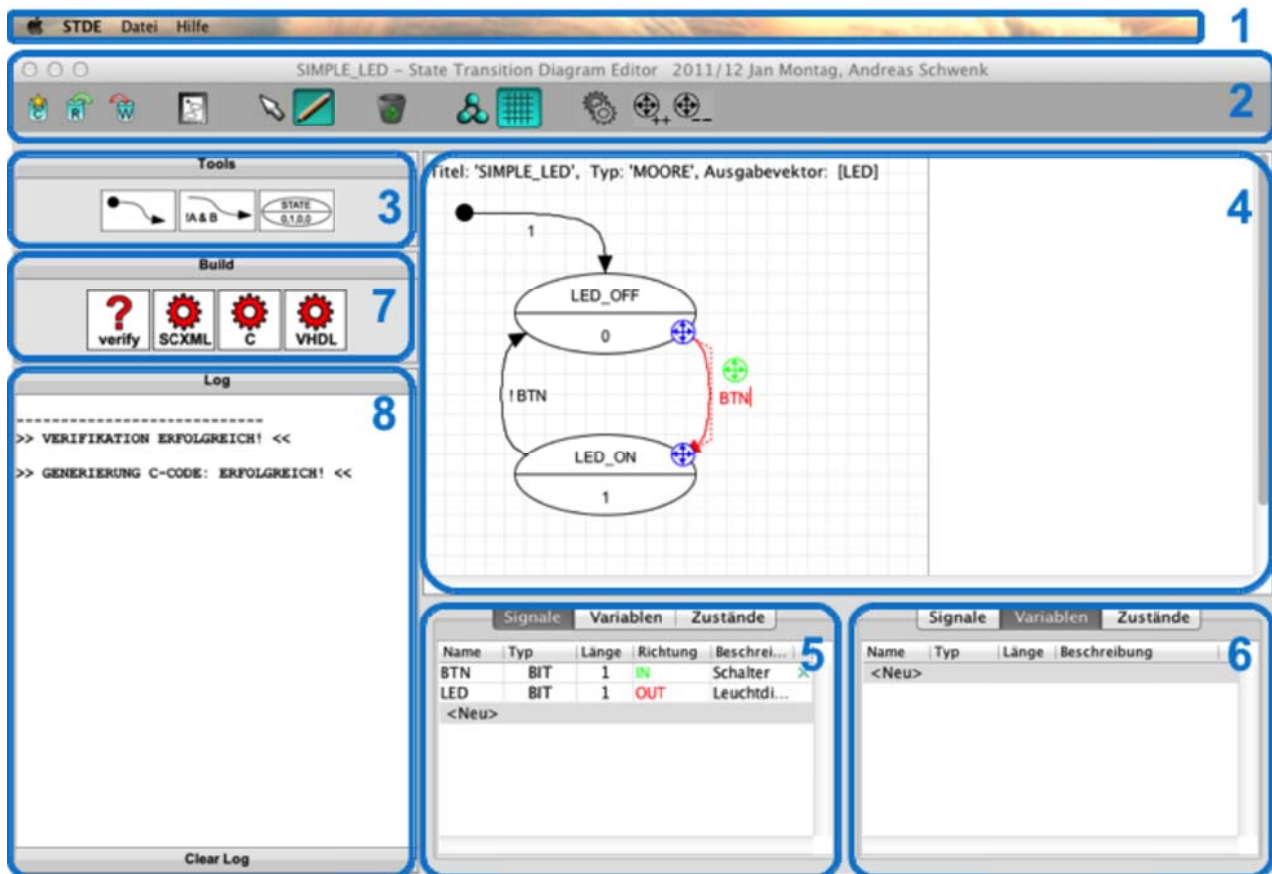 STDE Datei Hilfe
1
SIMPLE_LED – State Transition Diagram Editor 2011/12 Jan Montag, Andreas Schwenk
C R W
++ --
2
Tools
!A & B
STATE
0,1,0,0
3
Build
verify SCXML C VHDL
7
Log
8
-----------------------------
>> VERIFIKATION ERFOLGREICH! <<
>> GENERIERUNG C-CODE: ERFOLGREICH! <<
Clear Log
Titel: 'SIMPLE_LED', Typ: 'MOORE', Ausgabevektor: [LED]
4
1
LED_OFF
0
! BTN
BTN
LED_ON
1
Signale Variablen Zustände
5
Name Typ Länge Richtung Beschrei...
BTN BIT 1 IN Schalter
LED BIT 1 OUT Leuchtdi...
<Neu>
Signale Variablen Zustände
6
Name Typ Länge Beschreibung
<Neu>